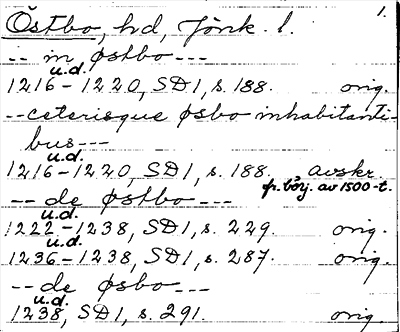 1.
Östbo, hd, Jönk. l.
-- in østbo ---
u.d.
1216-1220, SD1, s. 188. orig.
-- ceterisque øsbo inhabitanti-
bus ---
u.d.
1216-1220, SD1, s. 188. avskr.
fr. börj. av 1500-t.
-- de østbo ---
u.d.
1222-1238, SD1, s. 229. orig.
u.d.
1236-1238, SD1, s. 287. orig.
-- de øsbo ---
u.d.
1238, SD1, s. 291. orig.